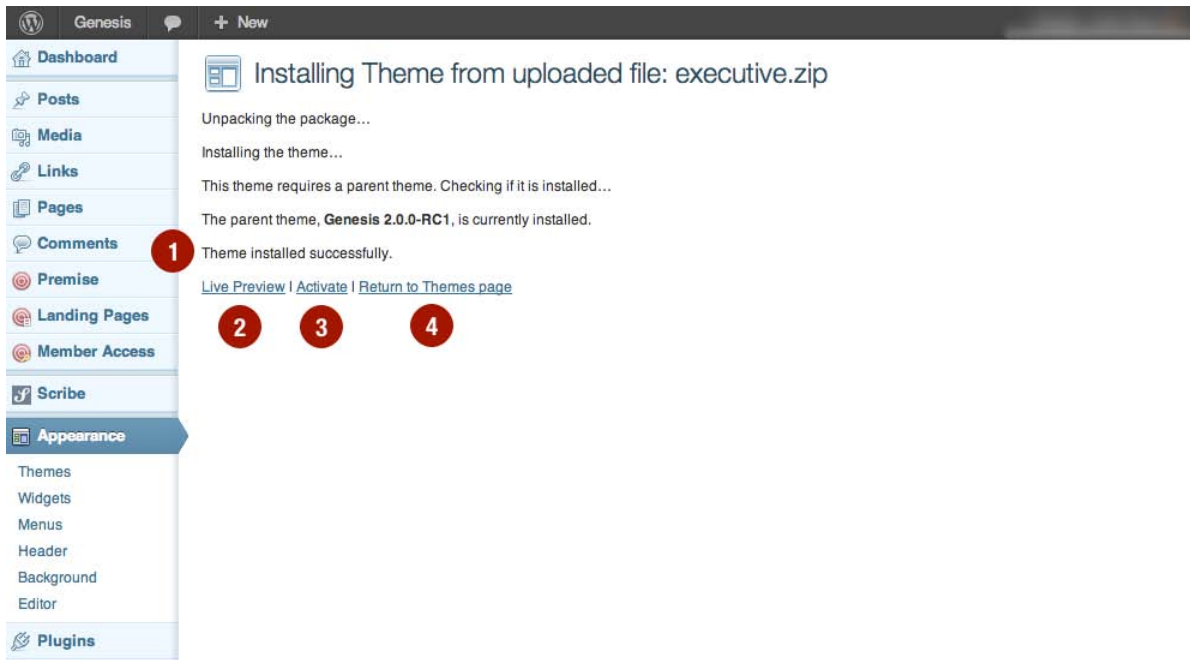 Genesis + New
Dashboard
Installing Theme from uploaded file: executive.zip
Posts
Unpacking the package...
Media
Installing the theme...
Links
This theme requires a parent theme. Checking if it is installed...
Pages
The parent theme, Genesis 2.0.0-RC1, is currently installed.
Comments
1
Theme installed successfully.
Premise
Live Preview | Activate | Return to Themes page
Landing Pages
2 3 4
Member Access
Scribe
Appearance
Themes
Widgets
Menus
Header
Background
Editor
Plugins